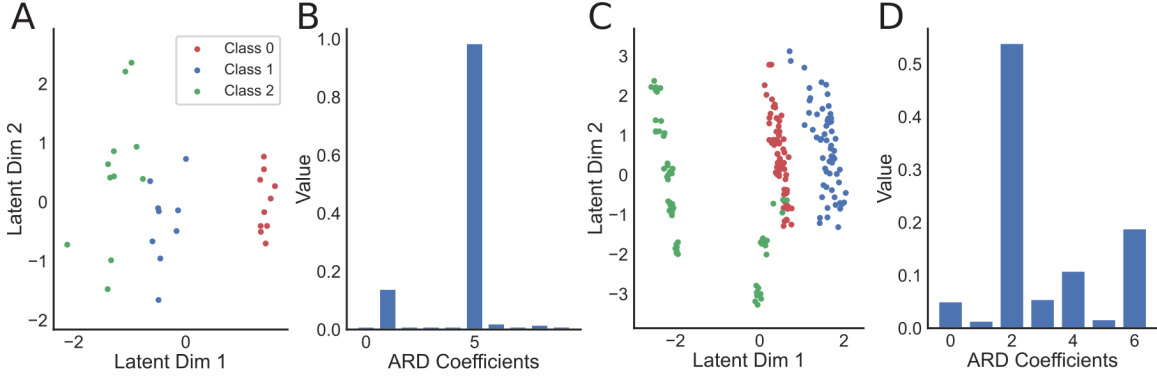 A
Class 0
Class 1
Class 2
Latent Dim 2
2
1
0
−1
−2
−2
0
Latent Dim 1
B
Value
1.0
0.8
0.6
0.4
0.2
0.0
0
5
ARD Coefficients
C
Latent Dim 2
3
2
1
0
−1
−2
−3
−2
0
2
Latent Dim 1
D
Value
0.5
0.4
0.3
0.2
0.1
0.0
0
2
4
6
ARD Coefficients